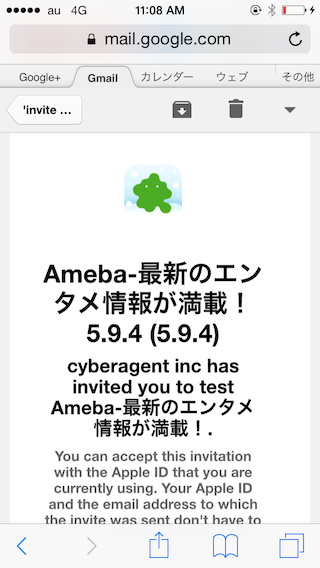 au 4G 11:08 AM
mail.google.com
Google+ Gmail カレンダー ウェブ その他
'invite ...
Ameba-最新のエン
タメ情報が満載！
5.9.4 (5.9.4)
cyberagent inc has
invited you to test
Ameba-最新のエンタメ
情報が満載！.
You can accept this invitation
with the Apple ID that you are
currently using. Your Apple ID
and the email address to which
the invite was sent don't have to